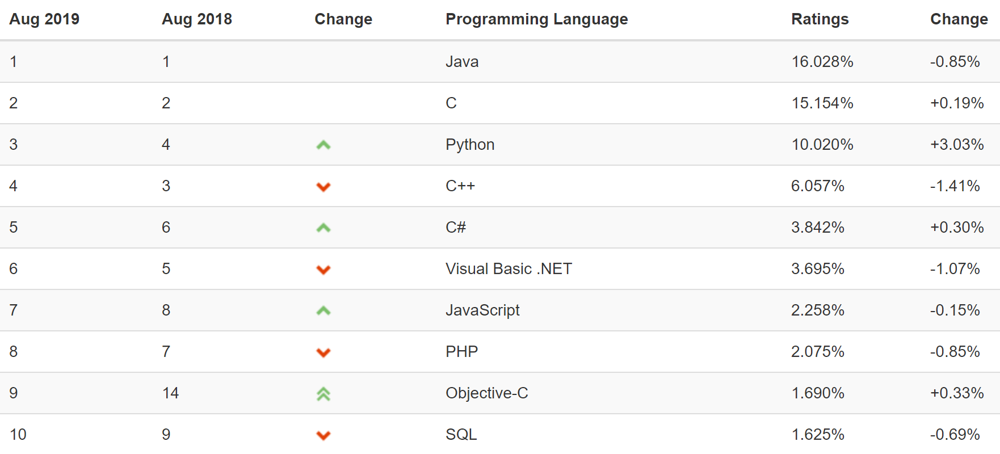 Aug 2019 Aug 2018 Change Programming Language Ratings Change
1 1 Java 16.028% -0.85%
2 2 C 15.154% +0.19%
3 4 Python 10.020% +3.03%
4 3 C++ 6.057% -1.41%
5 6 C# 3.842% +0.30%
6 5 Visual Basic .NET 3.695% -1.07%
7 8 JavaScript 2.258% -0.15%
8 7 PHP 2.075% -0.85%
9 14 Objective-C 1.690% +0.33%
10 9 SQL 1.625% -0.69%